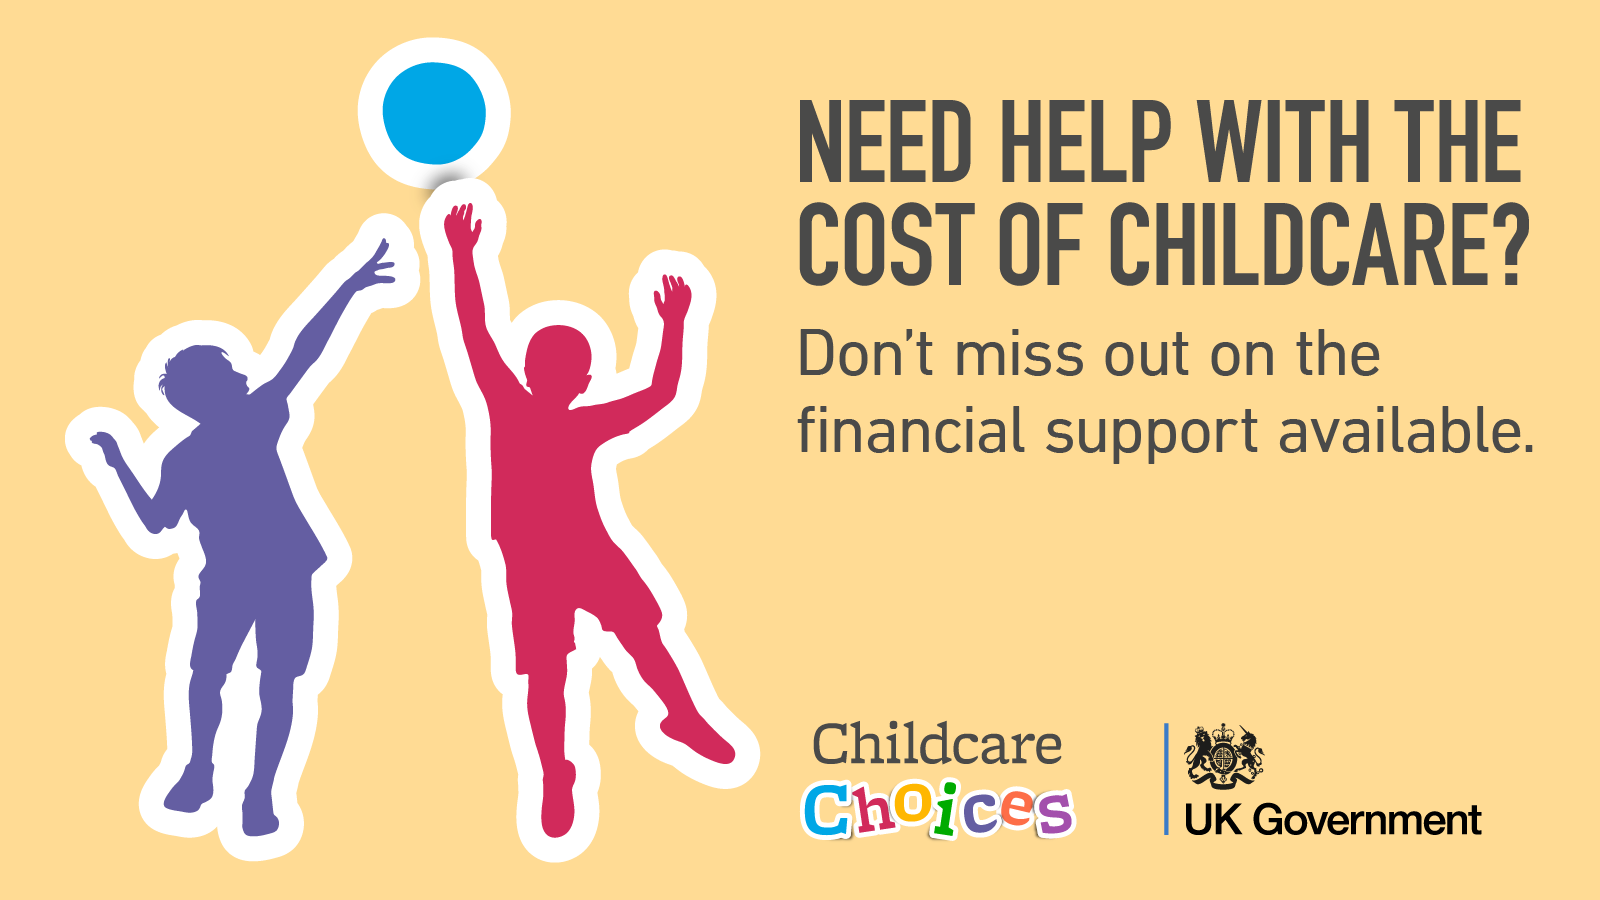 NEED HELP WITH THE
COST OF CHILDCARE?
Don’t miss out on the
financial support available.
Childcare
Choices
UK Government